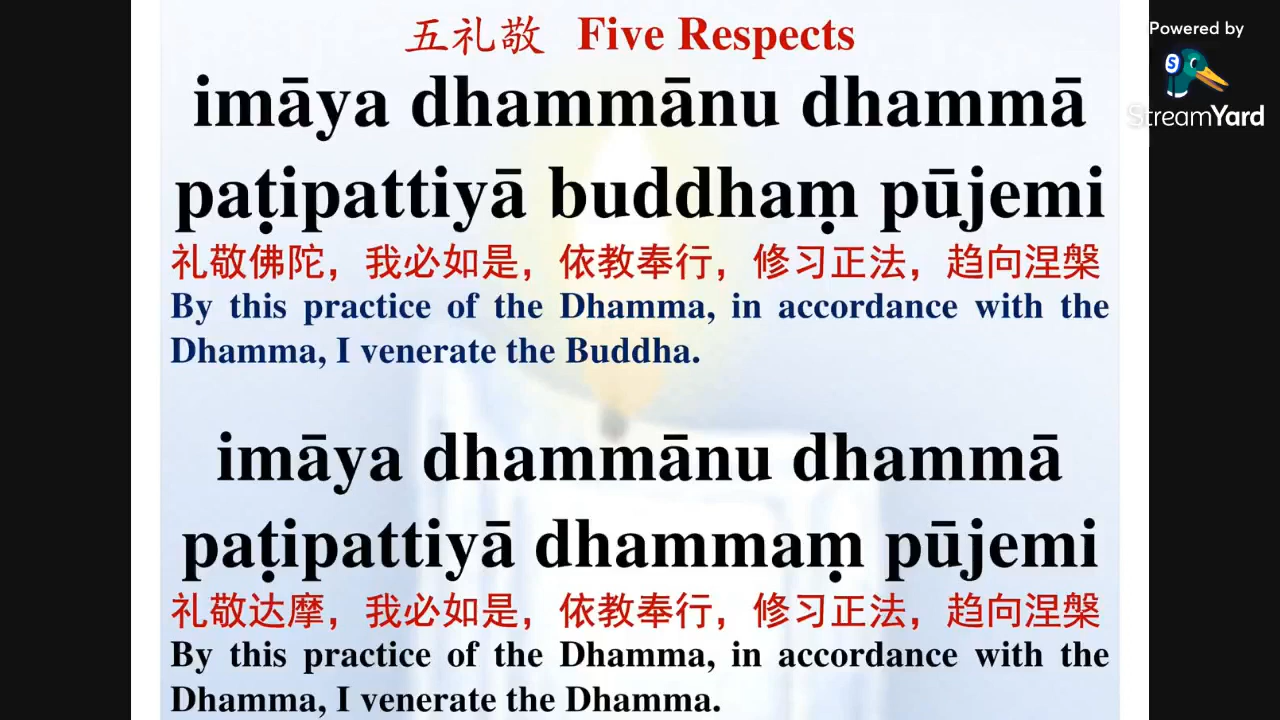 五礼敬 Five Respects
imāya dhammānu dhammā
paṭipattiyā buddhaṃ pūjemi
礼敬佛陀，我必如是，依教奉行，修习正法，趋向涅槃
By this practice of the Dhamma, in accordance with the
Dhamma, I venerate the Buddha.
imāya dhammānu dhammā
paṭipattiyā dhammaṃ pūjemi
礼敬达摩，我必如是，依教奉行，修习正法，趋向涅槃
By this practice of the Dhamma, in accordance with the
Dhamma, I venerate the Dhamma.
Powered by
S
StreamYard